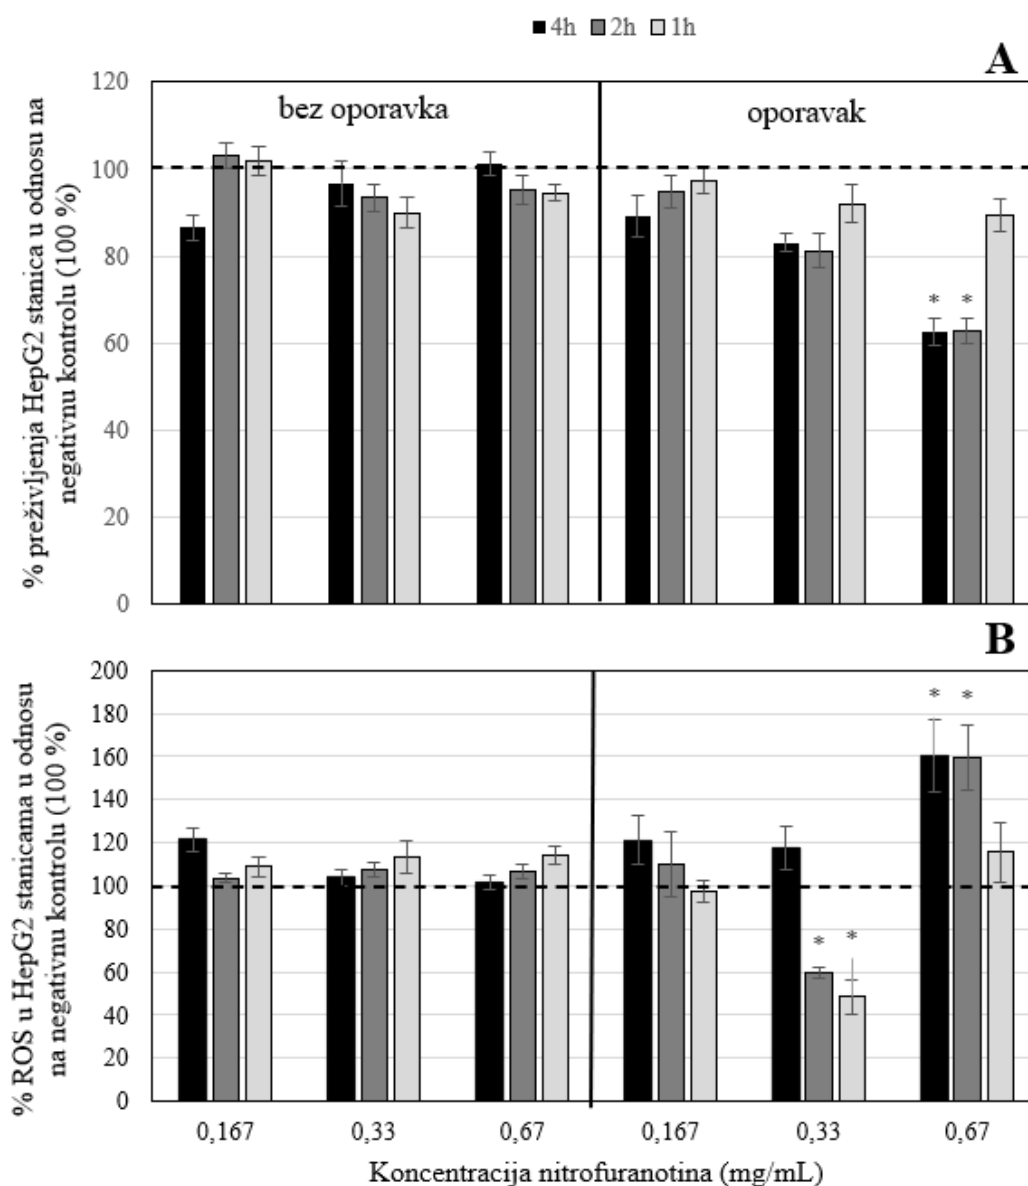 4h 2h 1h
A
% preživljenja HepG2 stanica u odnosu na
negativnu kontrolu (100 %)
120
100
80
60
40
20
0
bez oporavka
oporavak
* *
B
% ROS u HepG2 stanicama u odnosu
na negativnu kontrolu (100 %)
200
180
160
140
120
100
80
60
40
20
0
* *
* *
0,167 0,33 0,67 0,167 0,33 0,67
Koncentracija nitrofuranotina (mg/mL)